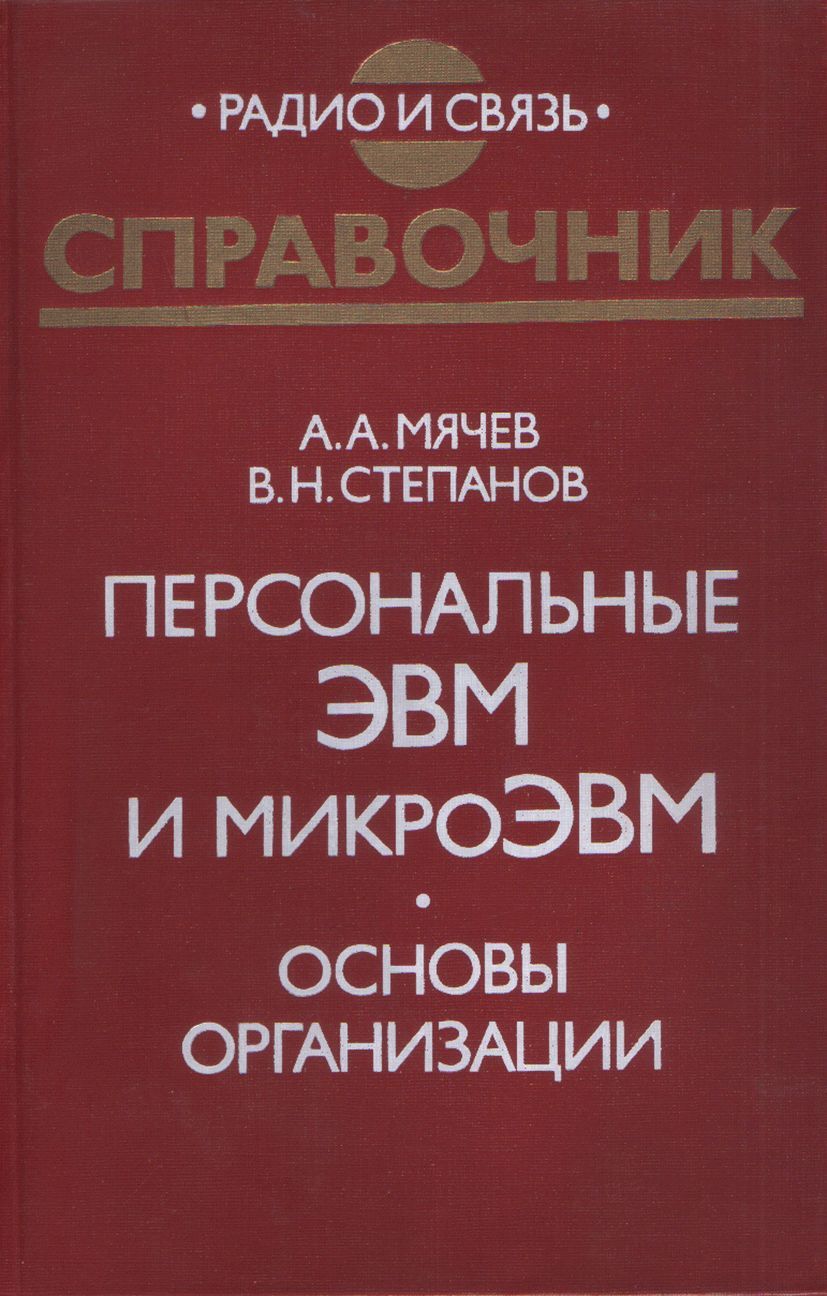 • РАДИО И СВЯЗЬ •
СПРАВОЧНИК
А.А.МЯЧЕВ
В.Н.СТЕПАНОВ
ПЕРСОНАЛЬНЫЕ
ЭВМ
И МИКРОЭВМ
•
ОСНОВЫ
ОРГАНИЗАЦИИ